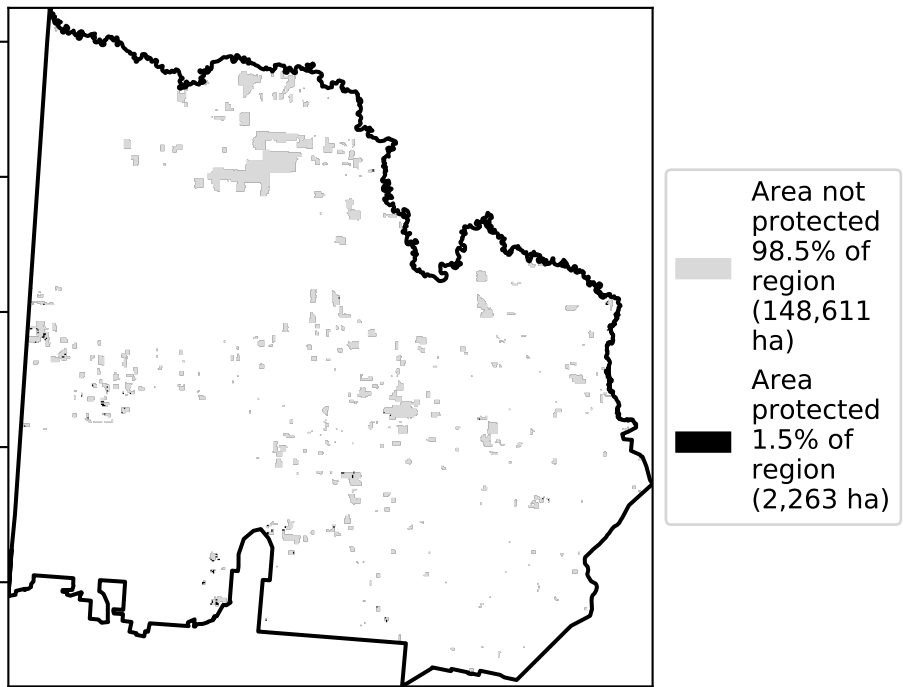 Area not
protected
98.5% of
region
(148,611
ha)
Area
protected
1.5% of
region
(2,263 ha)